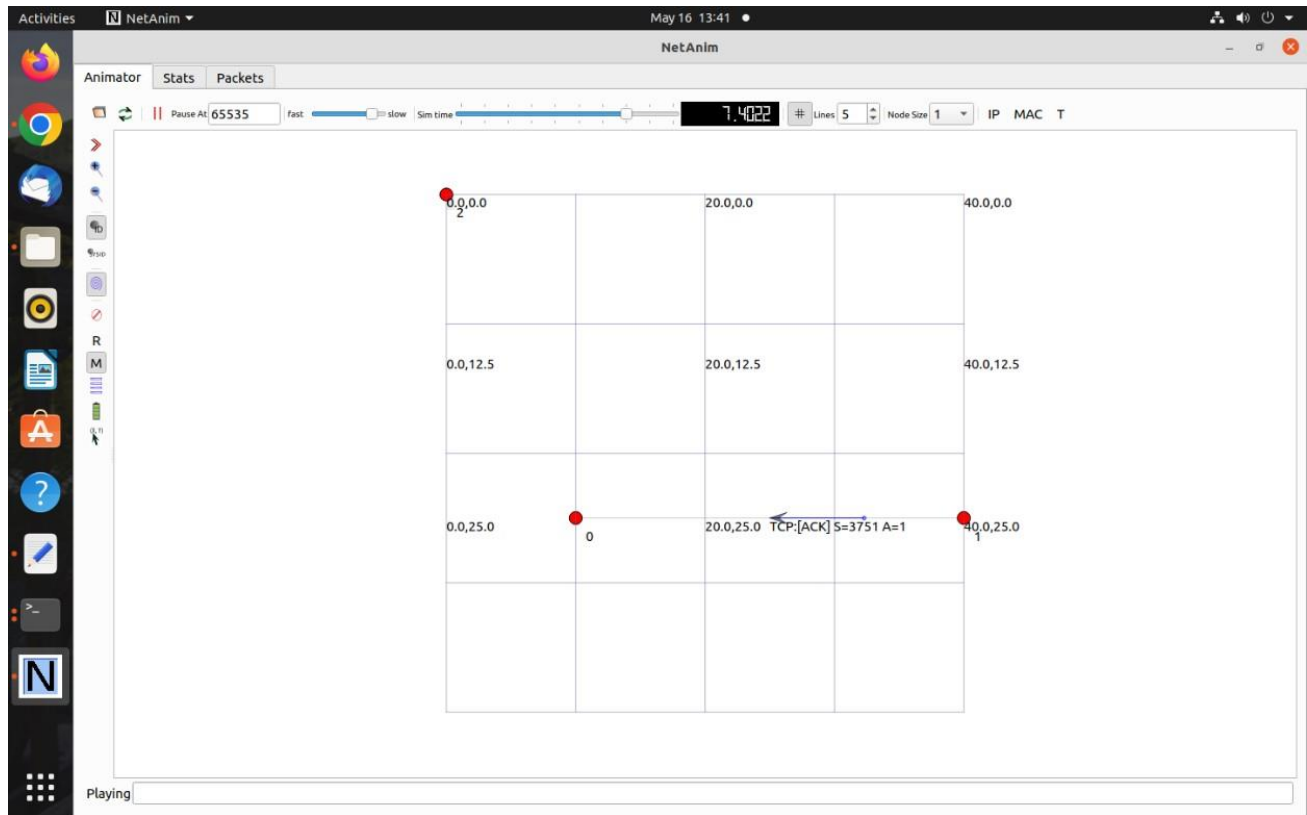 Activities NetAnim May 16 13:41
NetAnim
Animator Stats Packets
Pause At 65535 fast slow Sim time 7.4022 # Lines 5 Node Size 1 IP MAC T
0.0,0.0 20.0,0.0 40.0,0.0
2
ID
SYSID
R
0.0,12.5 20.0,12.5 40.0,12.5
M
0.0,25.0 20.0,25.0 TCP:[ACK] S=3751 A=1 40.0,25.0
0 1
N
Playing